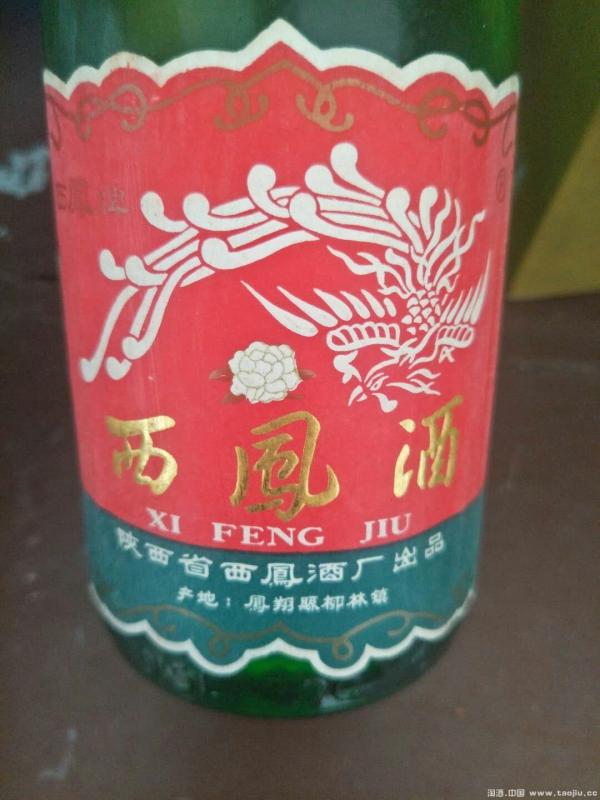 西鳳酒
XI FENG JIU
陕西省西鳳酒厂出品
产地：鳳翔縣柳林鎮
淘酒.中国 www.taojiu.cc